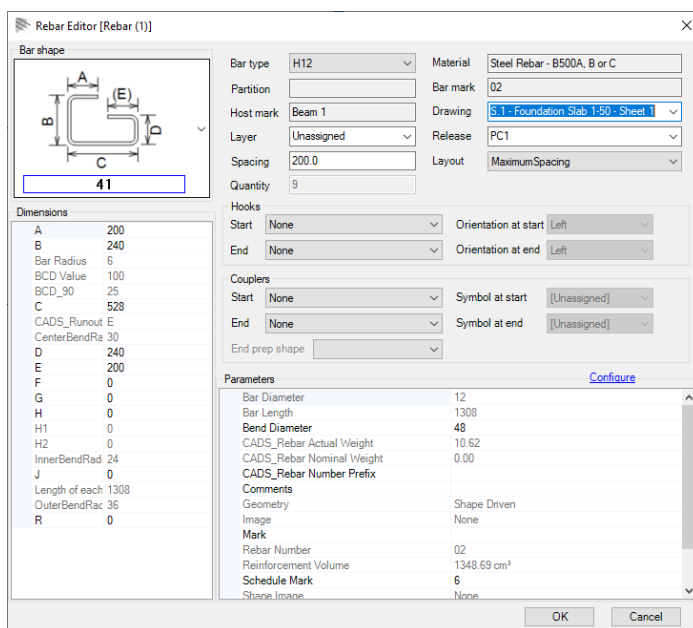 Rebar Editor [Rebar (1)]
Bar shape
A
(E)
B
D
C
41
Bar type H12 Material Steel Rebar - B500A, B or C
Partition Bar mark 02
Host mark Beam 1 Drawing S.1 - Foundation Slab 1-50 - Sheet 1
Layer Unassigned Release PC1
Spacing 200.0 Layout MaximumSpacing
Quantity 9
Hooks
Start None Orientation at start Left
End None Orientation at end Left
Couplers
Start None Symbol at start [Unassigned]
End None Symbol at end [Unassigned]
End prep shape
Dimensions
A 200
B 240
Bar Radius 6
BCD Value 100
BCD_90 25
C 528
CADS_Runout E
CenterBendRa 30
D 240
E 200
F 0
G 0
H 0
H1 0
H2 0
InnerBendRad 24
J 0
Length of each 1308
OuterBendRac 36
R 0
Parameters Configure
Bar Diameter 12
Bar Length 1308
Bend Diameter 48
CADS_Rebar Actual Weight 10.62
CADS_Rebar Nominal Weight 0.00
CADS_Rebar Number Prefix
Comments
Geometry Shape Driven
Image None
Mark
Rebar Number 02
Reinforcement Volume 1348.69 cm³
Schedule Mark 6
Shape Image None
OK Cancel